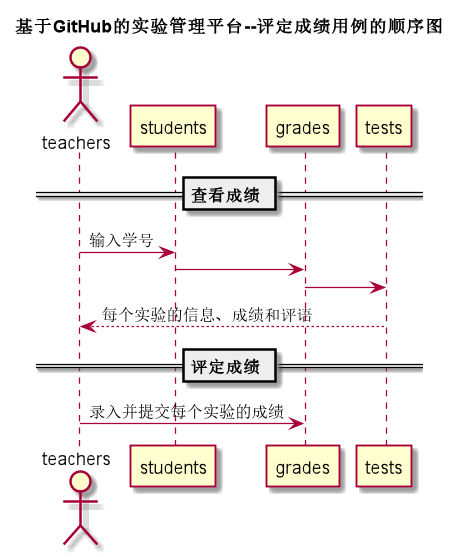 基于GitHub的实验管理平台--评定成绩用例的顺序图
teachers
students
grades
tests
查看成绩
输入学号
每个实验的信息、成绩和评语
评定成绩
录入并提交每个实验的成绩
teachers
students
grades
tests